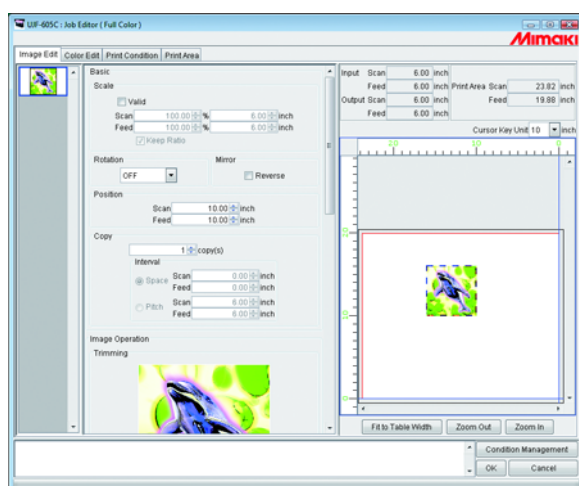 UJF-605C : Job Editor ( Full Color )
Mimaki
Image Edit Color Edit Print Condition Print Area
Basic
Scale
Valid
Scan 100.00 % 6.00 inch
Feed 100.00 % 6.00 inch
Keep Ratio
Rotation Mirror
OFF Reverse
Position
Scan 10.00 inch
Feed 10.00 inch
Copy
1 copy(s)
Interval
Space Scan 0.00 inch
Feed 0.00 inch
Pitch Scan 6.00 inch
Feed 6.00 inch
Image Operation
Trimming
Input Scan 6.00 inch
Feed 6.00 inch Print Area Scan 23.82 inch
Output Scan 6.00 inch Feed 19.88 inch
Feed 6.00 inch
Cursor Key Unit 10 inch
20 10 0
20
10
0
Fit to Table Width Zoom Out Zoom In
Condition Management
OK Cancel